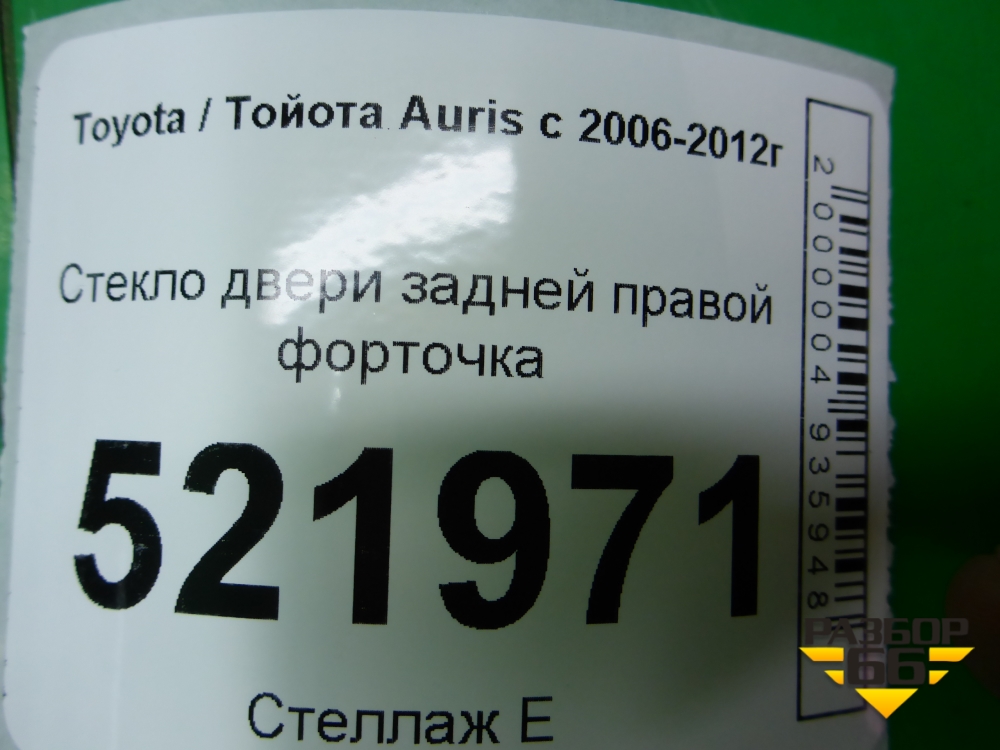 Toyota / Тойота Auris с 2006-2012г
Стекло двери задней правой
форточка
521971
Стеллаж Е
2000004935948
РАЗБОР
66